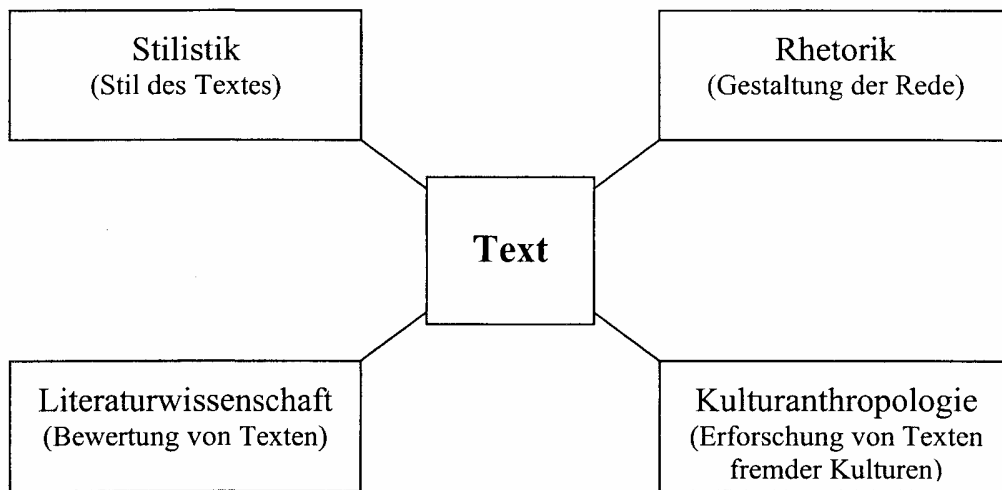 Stilistik
(Stil des Textes)
Rhetorik
(Gestaltung der Rede)
Text
Literaturwissenschaft
(Bewertung von Texten)
Kulturanthropologie
(Erforschung von Texten
fremder Kulturen)